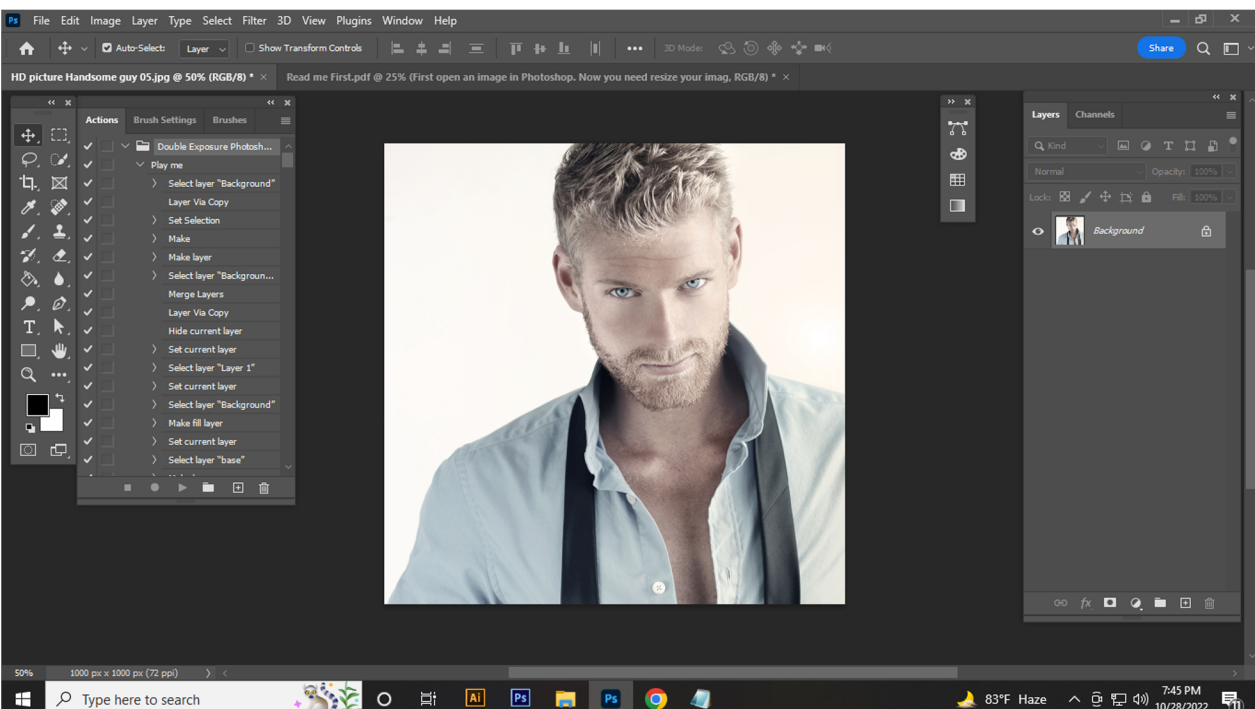 Ps File Edit Image Layer Type Select Filter 3D View Plugins Window Help
Auto-Select: Layer Show Transform Controls 3D Mode: Share
HD picture Handsome guy 05.jpg @ 50% (RGB/8) * × Read me First.pdf @ 25% (First open an image in Photoshop. Now you need resize your imag, RGB/8) * ×
Actions Brush Settings Brushes
Double Exposure Photosh...
Play me
Select layer "Background"
Layer Via Copy
Set Selection
Make
Make layer
Select layer "Backgroun...
Merge Layers
Layer Via Copy
Hide current layer
Set current layer
Select layer "Layer 1"
Set current layer
Select layer "Background"
Make fill layer
Set current layer
Select layer "base"
Layers Channels
Kind
Normal Opacity: 100%
Lock: Fill: 100%
Background
50% 1000 px x 1000 px (72 ppi)
Type here to search
Ai Ps Ps
83°F Haze
7:45 PM
10/28/2022
11